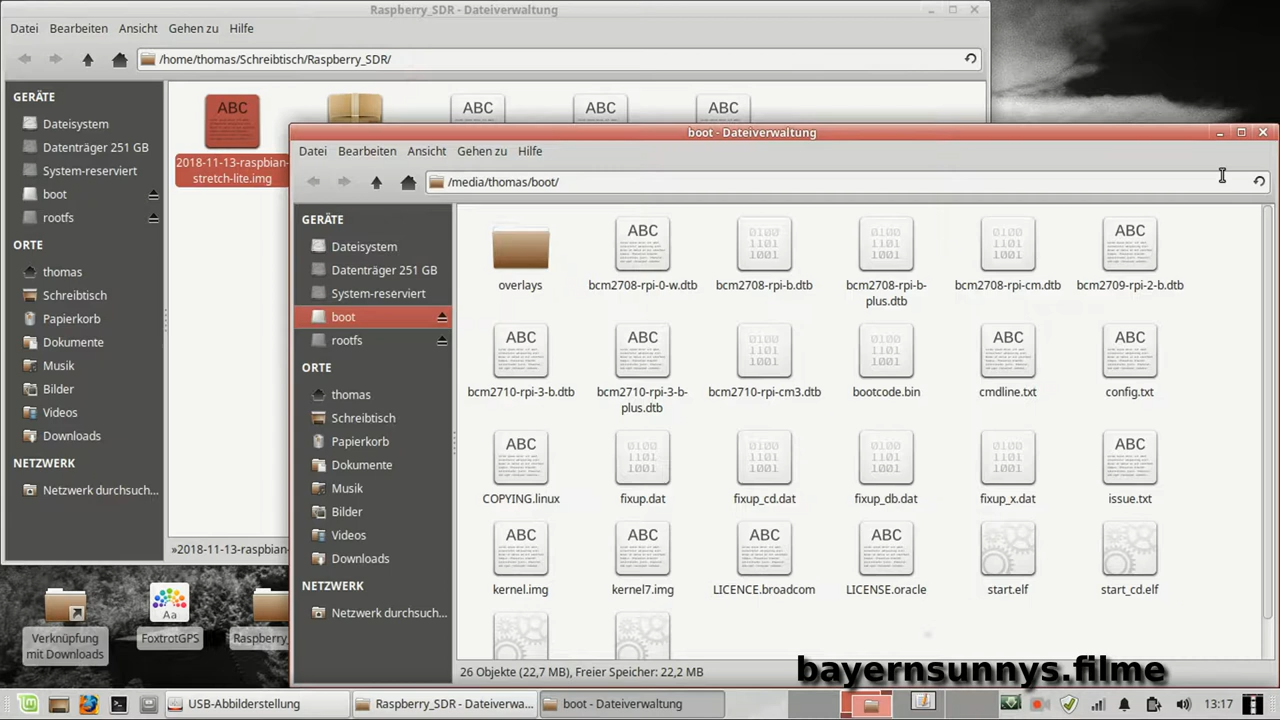 Raspberry_SDR - Dateiverwaltung
Datei Bearbeiten Ansicht Gehen zu Hilfe
/home/thomas/Schreibtisch/Raspberry_SDR/
GERÄTE
Dateisystem
Datenträger 251 GB
System-reserviert
boot
rootfs
ORTE
thomas
Schreibtisch
Papierkorb
Dokumente
Musik
Bilder
Videos
Downloads
NETZWERK
Netzwerk durchsuch...
ABC
ABC
ABC
ABC
2018-11-13-raspbian-
stretch-lite.img
»2018-11-13-raspbian-
boot - Dateiverwaltung
Datei Bearbeiten Ansicht Gehen zu Hilfe
/media/thomas/boot/
GERÄTE
Dateisystem
Datenträger 251 GB
System-reserviert
boot
rootfs
ORTE
thomas
Schreibtisch
Papierkorb
Dokumente
Musik
Bilder
Videos
Downloads
NETZWERK
Netzwerk durchsuch...
overlays
bcm2708-rpi-0-w.dtb
bcm2708-rpi-b.dtb
bcm2708-rpi-b-
plus.dtb
bcm2708-rpi-cm.dtb
bcm2709-rpi-2-b.dtb
bcm2710-rpi-3-b.dtb
bcm2710-rpi-3-b-
plus.dtb
bcm2710-rpi-cm3.dtb
bootcode.bin
cmdline.txt
config.txt
COPYING.linux
fixup.dat
fixup_cd.dat
fixup_db.dat
fixup_x.dat
issue.txt
kernel.img
kernel7.img
LICENCE.broadcom
LICENSE.oracle
start.elf
start_cd.elf
26 Objekte (22,7 MB), Freier Speicher: 22,2 MB
Verknüpfung
mit Downloads
Aa
FoxtrotGPS
Raspberry_
bayernsunnys.filme
USB-Abbilderstellung
Raspberry_SDR - Dateiverwa...
boot - Dateiverwaltung
13:17